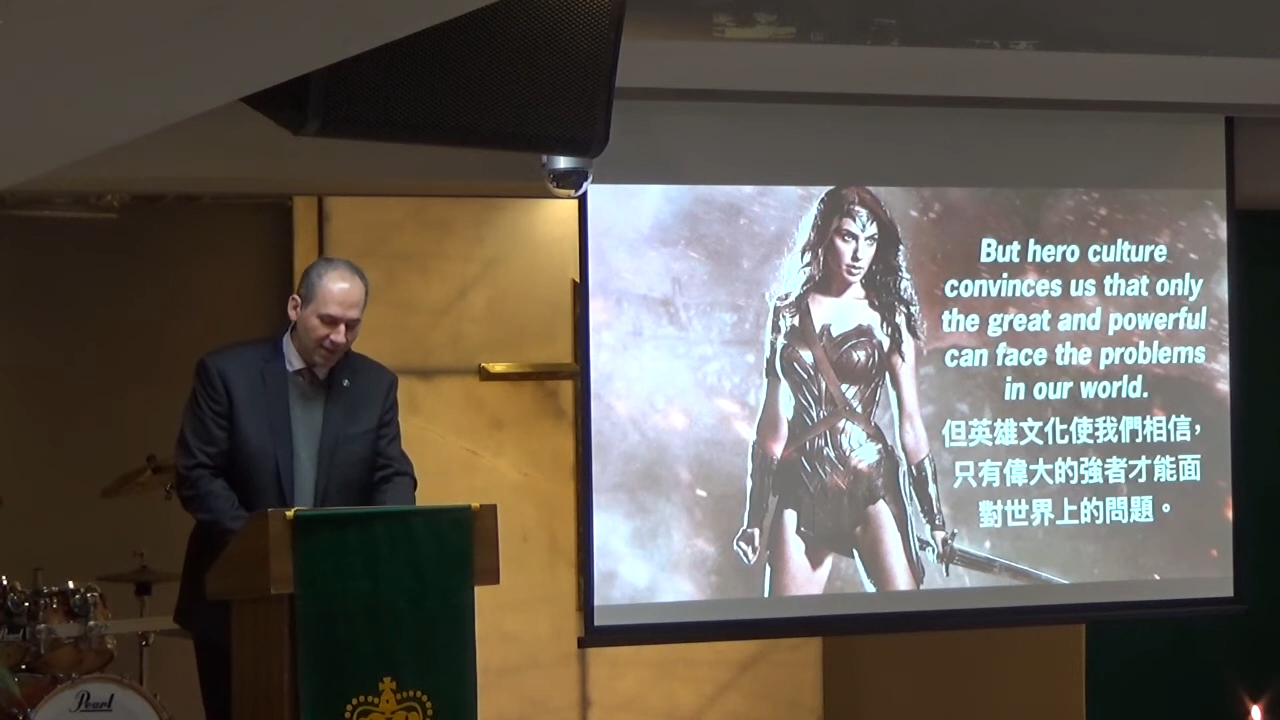 But hero culture
convinces us that only
the great and powerful
can face the problems
in our world.
但英雄文化使我們相信,
只有偉大的強者才能面
對世界上的問題。
Pearl